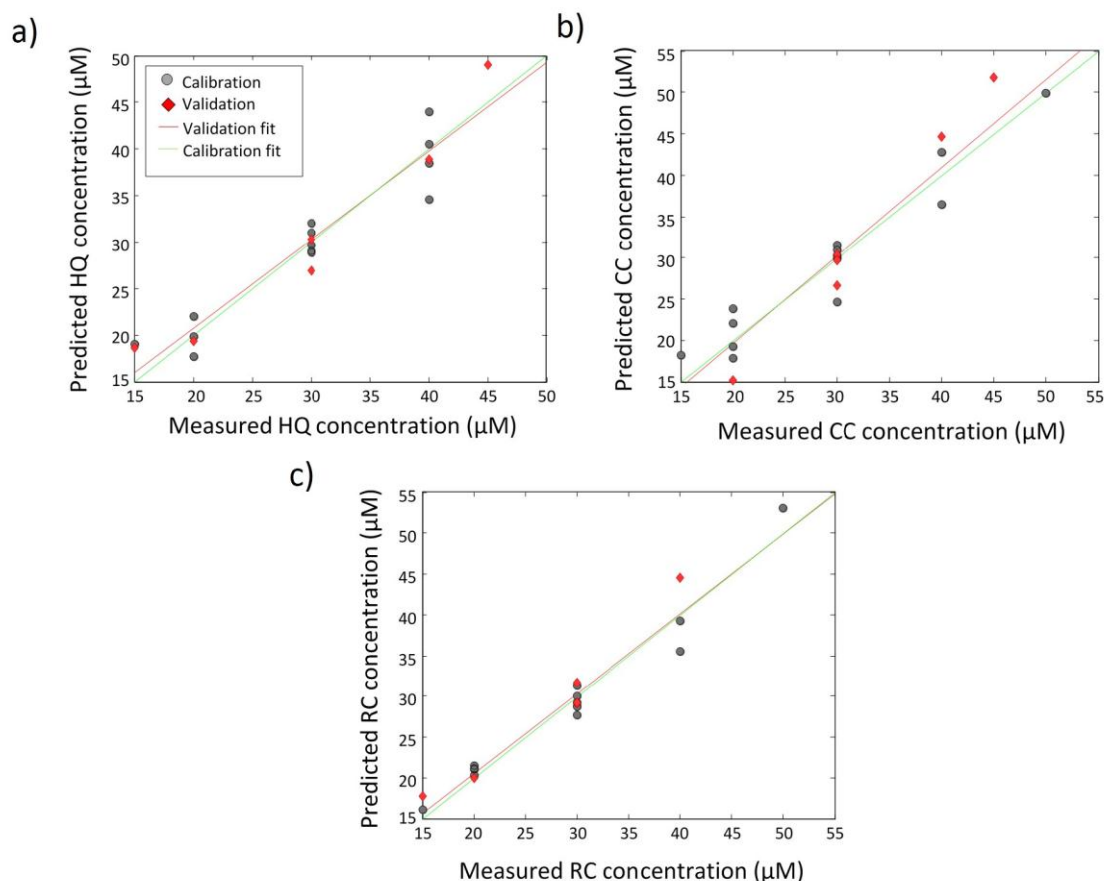 a)
Predicted HQ concentration (µM)
50
45
40
35
30
25
20
15
Calibration
Validation
Validation fit
Calibration fit
15 20 25 30 35 40 45 50
Measured HQ concentration (µM)
b)
Predicted CC concentration (µM)
55
50
45
40
35
30
25
20
15
15 20 25 30 35 40 45 50 55
Measured CC concentration (µM)
c)
Predicted RC concentration (µM)
55
50
45
40
35
30
25
20
15
15 20 25 30 35 40 45 50 55
Measured RC concentration (µM)